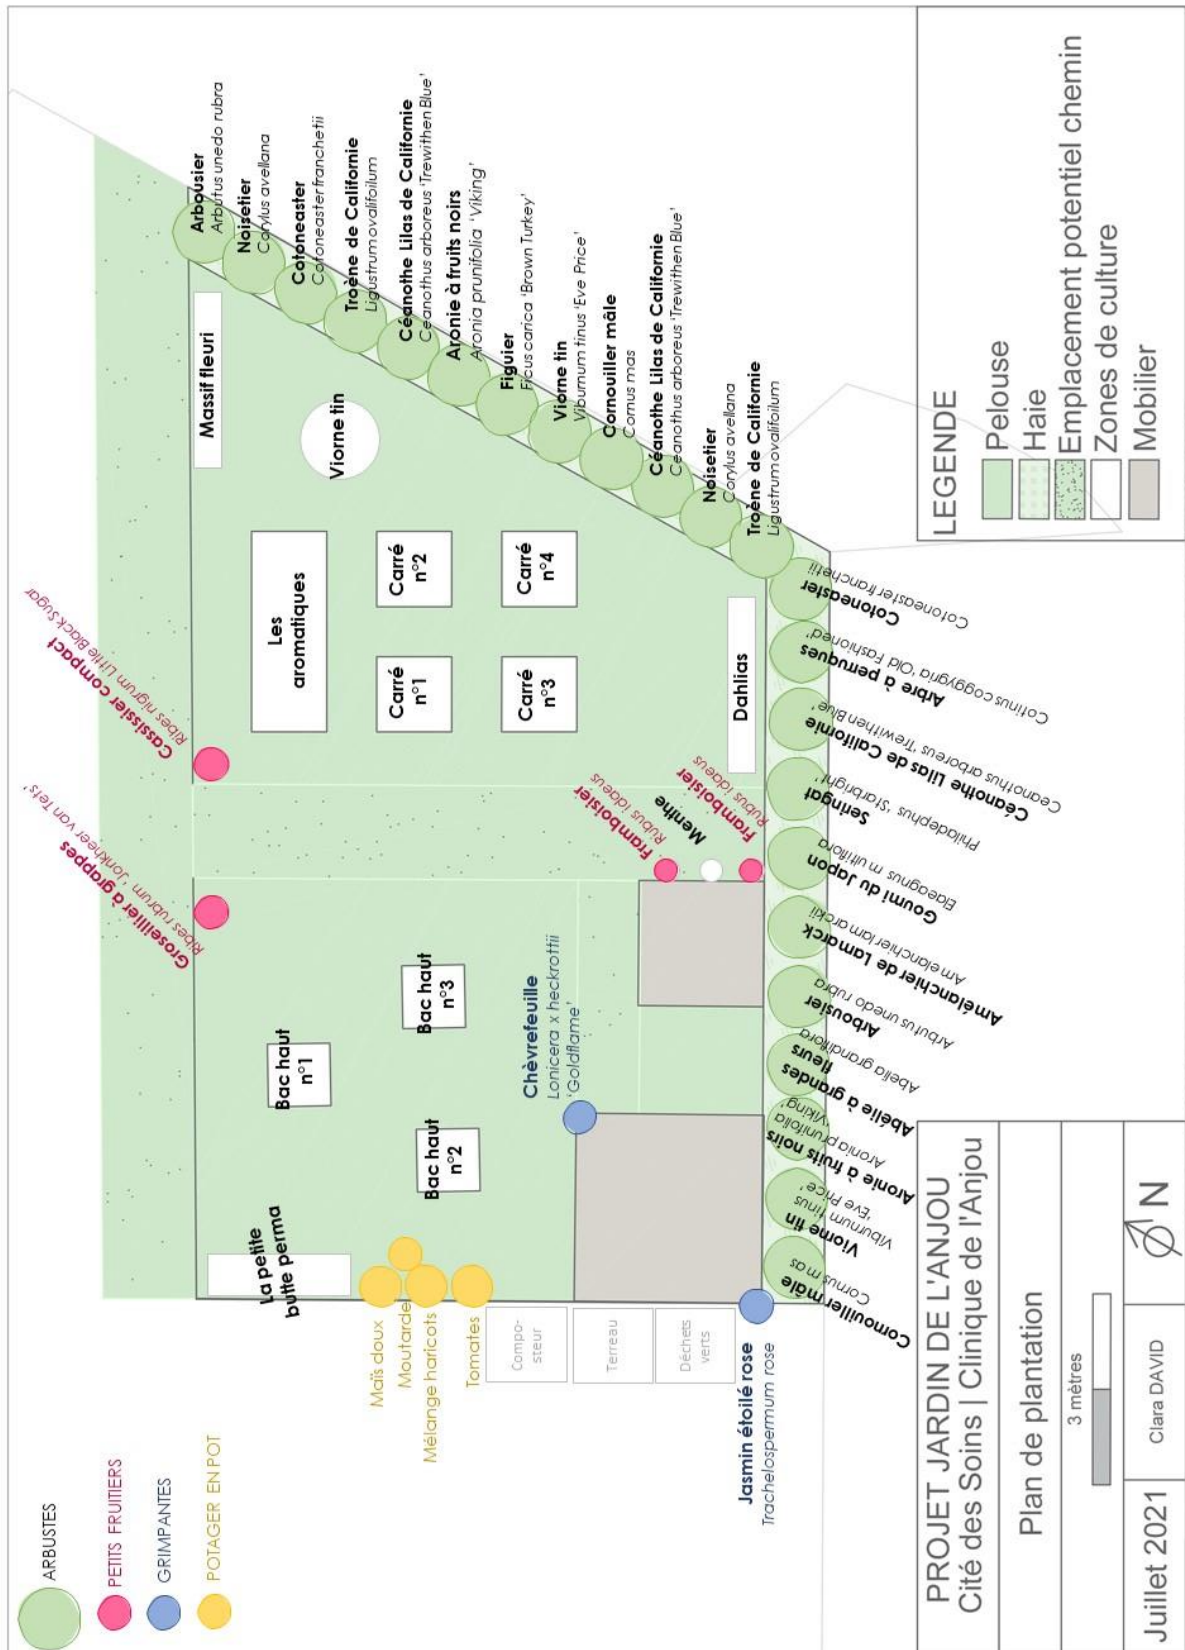 ARBUSTES
PETITS FRUITIERS
GRIMPANTES
POTAGER EN POT
Groseillier à grappes
Ribes rubrum 'Jonkheer van Tets'
Cassissier compact
Ribes nigrum Little Black Sugar
La petite
butte perma
Maïs doux
Moutarde
Mélange haricots
Tomates
Compo-
steur
Terreau
Déchets
verts
Jasmin étoilé rose
Trachelospermum rose
Bac haut
n°1
Bac haut
n°2
Bac haut
n°3
Chèvrefeuille
Lonicera x heckrottii
'Goldflame'
Framboisier
Rubus idaeus
Menthe
Framboisier
Rubus idaeus
Les
aromatiques
Carré
n°1
Carré
n°2
Carré
n°3
Carré
n°4
Dahlias
Massif fleuri
Viorne tin
Arbousier
Arbutus unedo rubra
Noisetier
Corylus avellana
Cotoneaster
Cotoneaster franchetii
Troène de Californie
Ligustrum ovalifoilum
Céanothe Lilas de Californie
Ceanothus arboreus 'Trewithen Blue'
Aronie à fruits noirs
Aronia prunifolia 'Viking'
Figuier
Ficus carica 'Brown Turkey'
Viorne tin
Viburnum tinus 'Eve Price'
Cornouiller mâle
Cornus mas
Céanothe Lilas de Californie
Ceanothus arboreus 'Trewithen Blue'
Noisetier
Corylus avellana
Troène de Californie
Ligustrum ovalifoilum
Cornouiller mâle
Cornus mas
Viorne tin
Viburnum tinus
'Eve Price'
Aronie à fruits noirs
Aronia prunifolia
'Viking'
Abélie à grandes
fleurs
Abelia grandiflora
Arbousier
Arbutus unedo rubra
Amélanchier de Lamarck
Amelanchier lamarckii
Goumi du Japon
Elaeagnus multiflora
Seringat
Philadephus 'Starbright'
Céanothe Lilas de Californie
Ceanothus arboreus 'Trewithen Blue'
Arbre à perruques
Cotinus coggygria 'Old Fashioned'
Cotoneaster
Cotoneaster franchetii
PROJET JARDIN DE L'ANJOU
Cité des Soins | Clinique de l'Anjou
Plan de plantation
3 mètres
Juillet 2021
Clara DAVID
N
LEGENDE
Pelouse
Haie
Emplacement potentiel chemin
Zones de culture
Mobilier